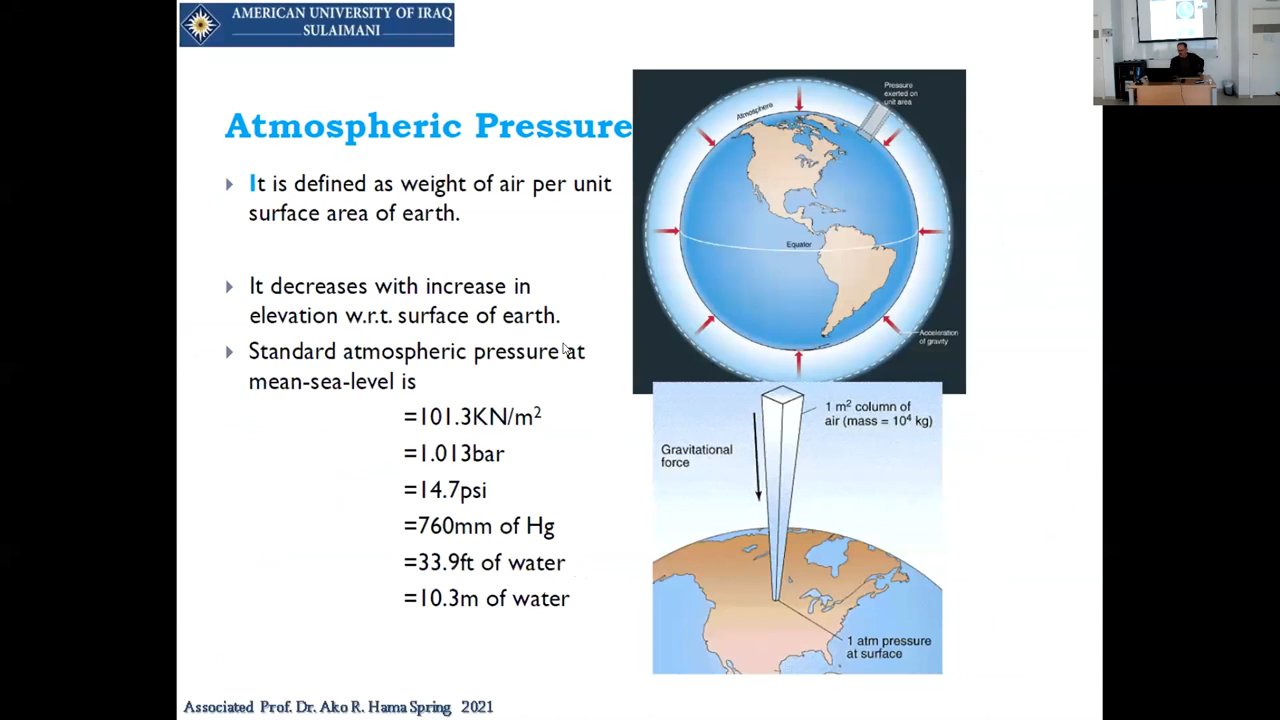 AMERICAN UNIVERSITY OF IRAQ
SULAIMANI
Atmospheric Pressure
It is defined as weight of air per unit
surface area of earth.
It decreases with increase in
elevation w.r.t. surface of earth.
Standard atmospheric pressure at
mean-sea-level is
=101.3KN/m²
=1.013bar
=14.7psi
=760mm of Hg
=33.9ft of water
=10.3m of water
Atmosphere
Pressure
exerted on
unit area
Equator
Acceleration
of gravity
1 m² column of
air (mass = 10⁴ kg)
Gravitational
force
1 atm pressure
at surface
Associated Prof. Dr. Ako R. Hama Spring 2021